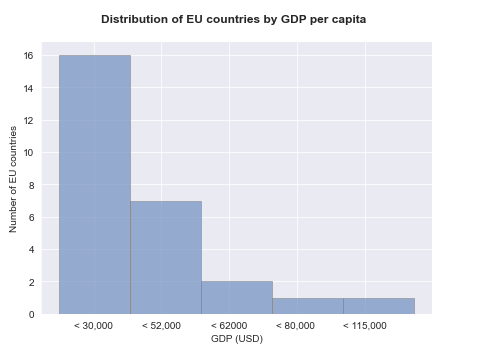 Distribution of EU countries by GDP per capita
16
14
12
10
8
6
4
2
0
Number of EU countries
< 30,000 < 52,000 < 62000 < 80,000 < 115,000
GDP (USD)